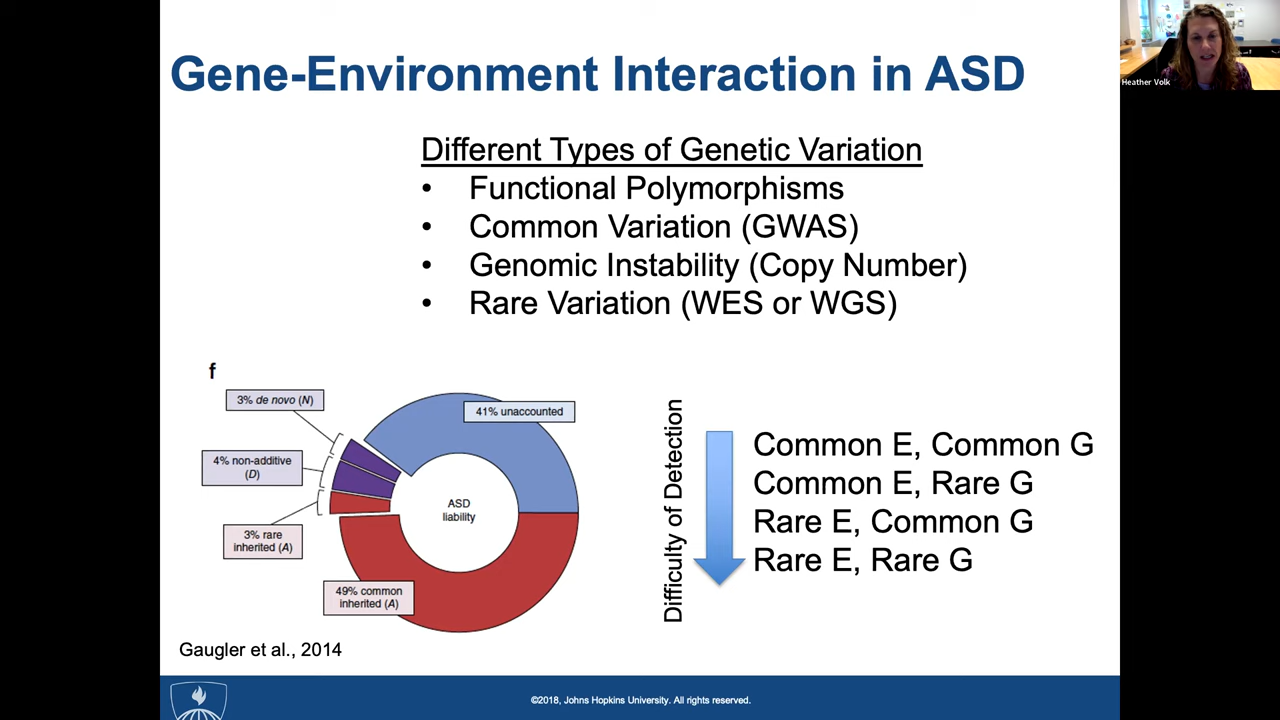 Gene-Environment Interaction in ASD
Heather Volk
Different Types of Genetic Variation
• Functional Polymorphisms
• Common Variation (GWAS)
• Genomic Instability (Copy Number)
• Rare Variation (WES or WGS)
f
3% de novo (N)
41% unaccounted
4% non-additive
(D)
ASD
liability
3% rare
inherited (A)
49% common
inherited (A)
Difficulty of Detection
Common E, Common G
Common E, Rare G
Rare E, Common G
Rare E, Rare G
Gaugler et al., 2014
©2018, Johns Hopkins University. All rights reserved.